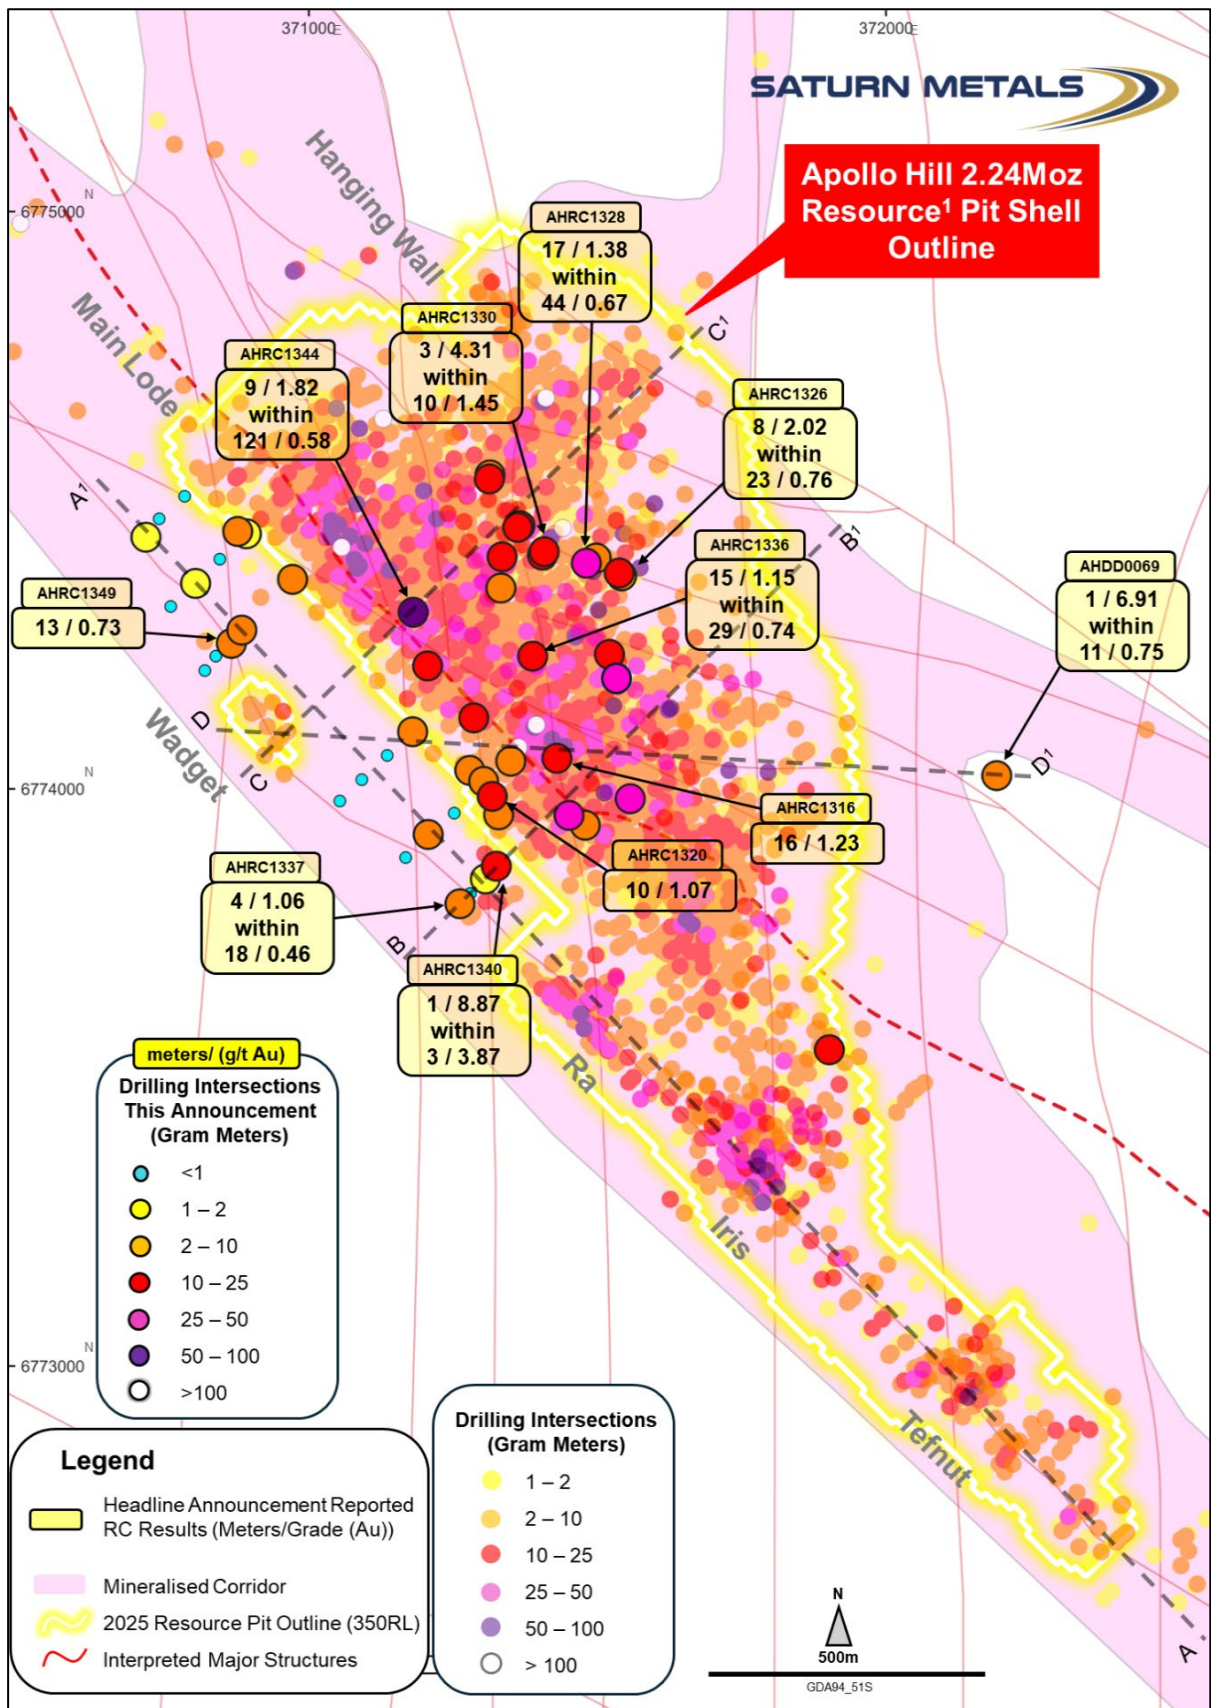 371000E
372000E
SATURN METALS
Apollo Hill 2.24Moz
Resource¹ Pit Shell
Outline
Hanging Wall
N
6775000
AHRC1328
17 / 1.38
within
44 / 0.67
Main Lode
AHRC1330
3 / 4.31
within
10 / 1.45
C¹
AHRC1344
9 / 1.82
within
121 / 0.58
AHRC1326
8 / 2.02
within
23 / 0.76
A¹
B¹
AHRC1336
15 / 1.15
within
29 / 0.74
AHDD0069
1 / 6.91
within
11 / 0.75
AHRC1349
13 / 0.73
D
Wadget
C
N
6774000
D¹
AHRC1316
16 / 1.23
AHRC1320
10 / 1.07
AHRC1337
4 / 1.06
within
18 / 0.46
B
AHRC1340
1 / 8.87
within
3 / 3.87
Ra
Iris
Tefnut
A
meters/ (g/t Au)
Drilling Intersections
This Announcement
(Gram Meters)
<1
1 – 2
2 – 10
10 – 25
25 – 50
50 – 100
>100
N
6773000
Legend
Headline Announcement Reported
RC Results (Meters/Grade (Au))
Mineralised Corridor
2025 Resource Pit Outline (350RL)
Interpreted Major Structures
Drilling Intersections
(Gram Meters)
1 – 2
2 – 10
10 – 25
25 – 50
50 – 100
> 100
N
500m
GDA94_51S